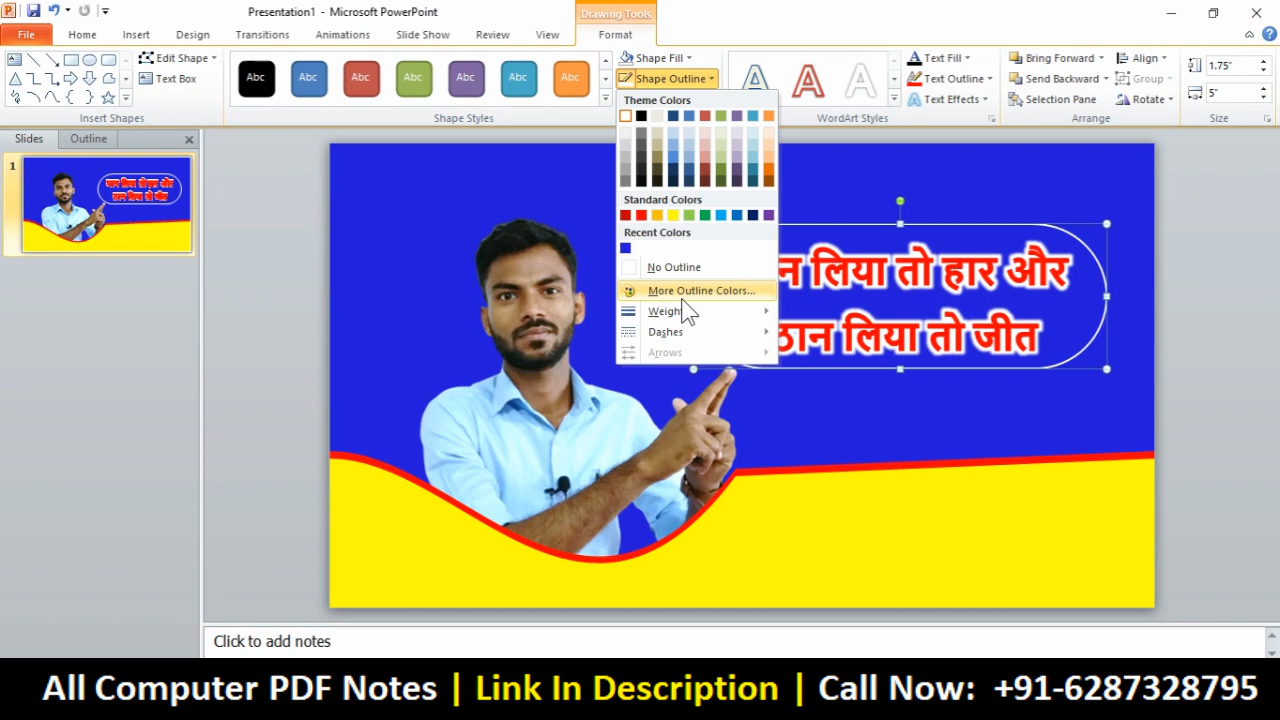 Presentation1 - Microsoft PowerPoint
Drawing Tools
File Home Insert Design Transitions Animations Slide Show Review View Format
Edit Shape
Text Box
Insert Shapes
Abc Abc Abc Abc Abc Abc Abc
Shape Styles
Shape Fill
Shape Outline
WordArt Styles
Text Fill
Text Outline
Text Effects
Bring Forward
Send Backward
Selection Pane
Align
Group
Rotate
Arrange
1.75"
5"
Size
Theme Colors
Standard Colors
Recent Colors
No Outline
More Outline Colors...
Weight
Dashes
Arrows
Slides Outline
1
जान लिया तो हार और
ठान लिया तो जीत
न लिया तो हार और
ठान लिया तो जीत
Click to add notes
All Computer PDF Notes | Link In Description | Call Now: +91-6287328795